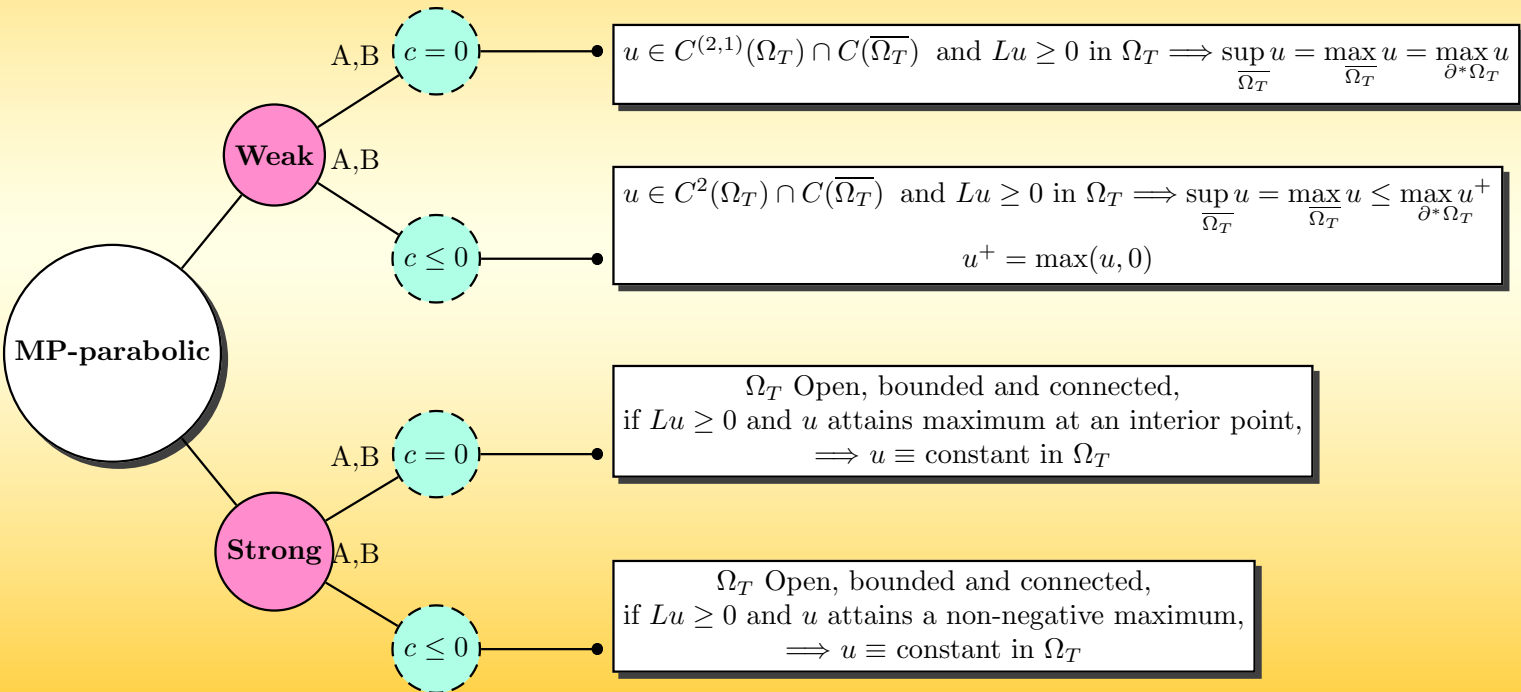 MP-parabolic
Weak
A,B
c = 0
u ∈ C^{(2,1)}(Ω_T) ∩ C(\overline{Ω_T}) and Lu ≥ 0 in Ω_T ⟹ sup_{\overline{Ω_T}} u = max_{\overline{Ω_T}} u = max_{∂*Ω_T} u
A,B
c ≤ 0
u ∈ C^2(Ω_T) ∩ C(\overline{Ω_T}) and Lu ≥ 0 in Ω_T ⟹ sup_{\overline{Ω_T}} u = max_{\overline{Ω_T}} u ≤ max_{∂*Ω_T} u^+
u^+ = max(u, 0)
Strong
A,B
c = 0
Ω_T Open, bounded and connected,
if Lu ≥ 0 and u attains maximum at an interior point,
⟹ u ≡ constant in Ω_T
A,B
c ≤ 0
Ω_T Open, bounded and connected,
if Lu ≥ 0 and u attains a non-negative maximum,
⟹ u ≡ constant in Ω_T